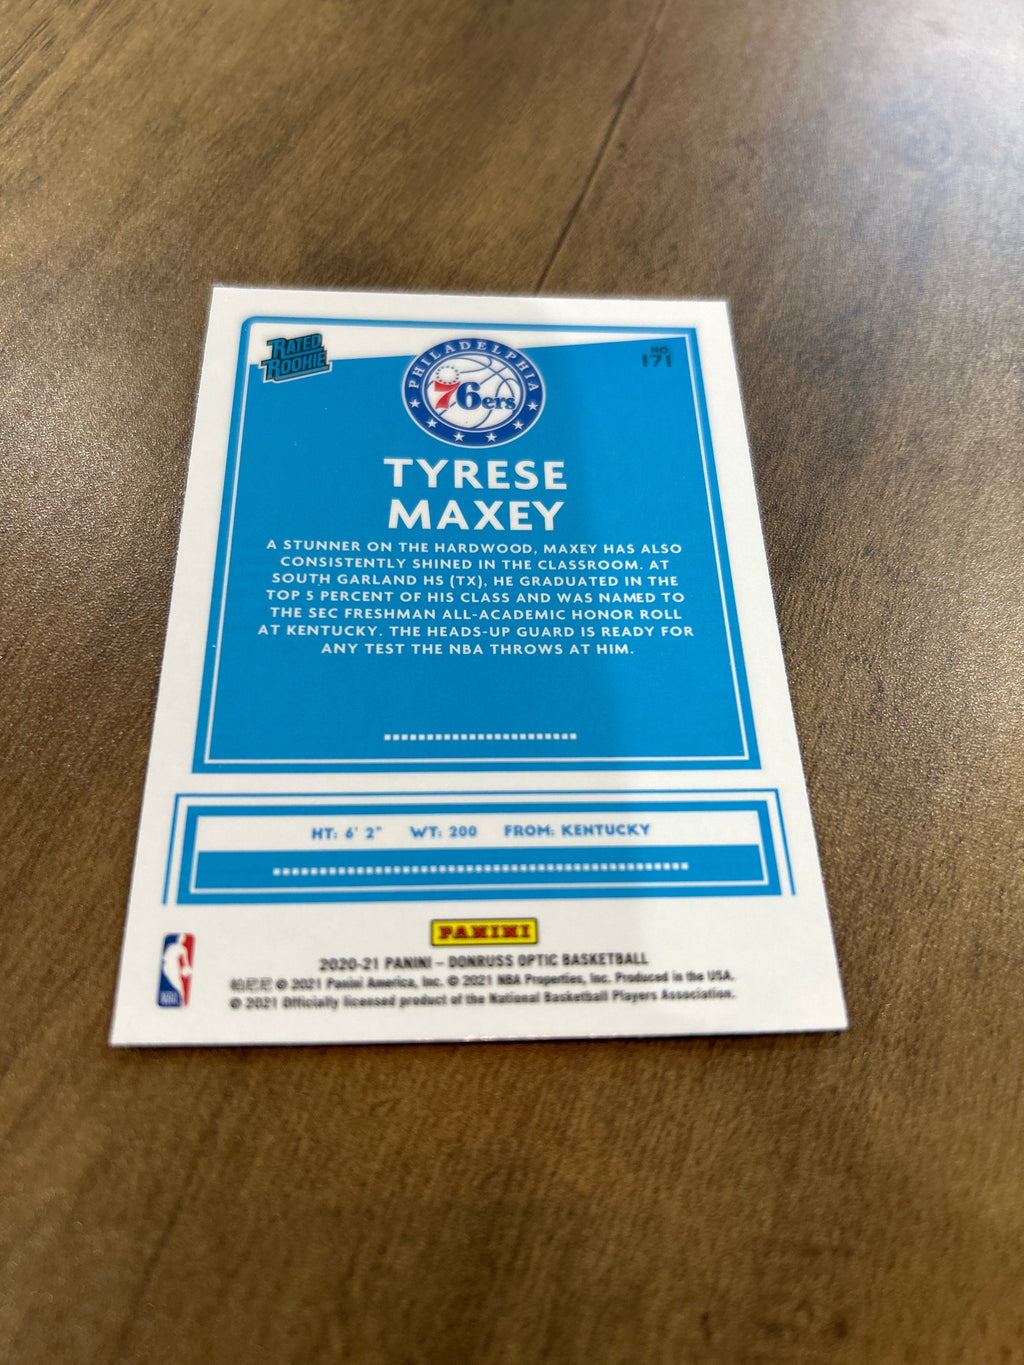 RATED
ROOKIE
PHILADELPHIA
76ers
NO.
171
TYRESE
MAXEY
A STUNNER ON THE HARDWOOD, MAXEY HAS ALSO
CONSISTENTLY SHINED IN THE CLASSROOM. AT
SOUTH GARLAND HS (TX), HE GRADUATED IN THE
TOP 5 PERCENT OF HIS CLASS AND WAS NAMED TO
THE SEC FRESHMAN ALL-ACADEMIC HONOR ROLL
AT KENTUCKY. THE HEADS-UP GUARD IS READY FOR
ANY TEST THE NBA THROWS AT HIM.
HT: 6' 2" WT: 200 FROM: KENTUCKY
PANINI
NBA
2020-21 PANINI – DONRUSS OPTIC BASKETBALL
© 2021 Panini America, Inc. © 2021 NBA Properties, Inc. Produced in the USA.
© 2021 Officially licensed product of the National Basketball Players Association.